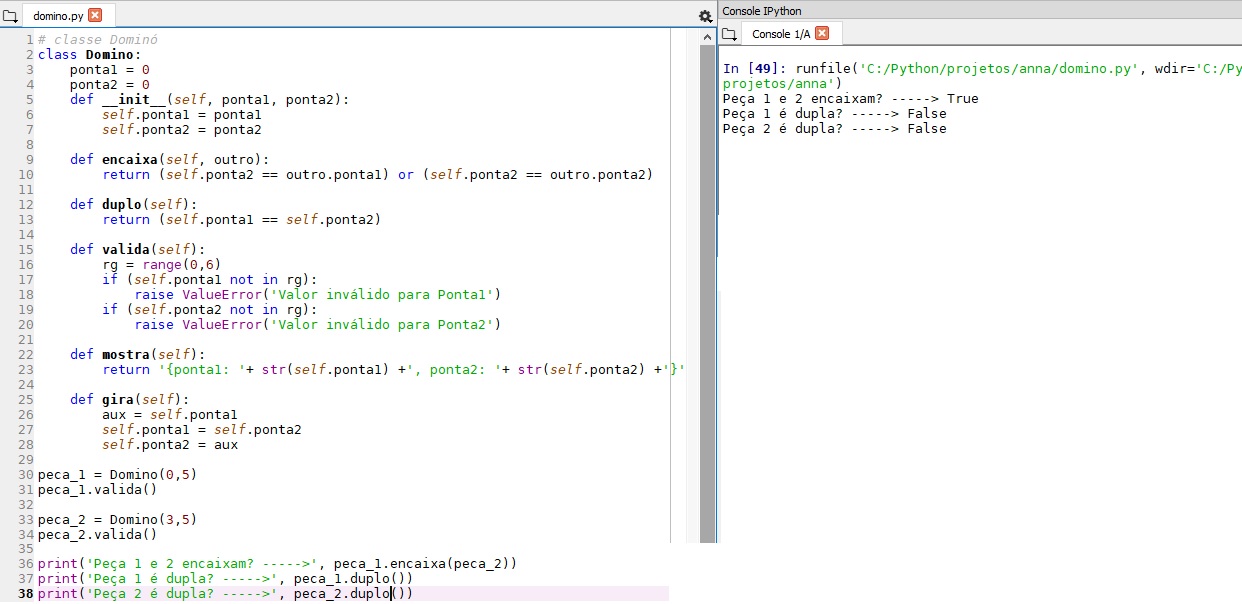 domino.py
1 # classe Dominó
2 class Domino:
3     ponta1 = 0
4     ponta2 = 0
5     def __init__(self, ponta1, ponta2):
6         self.ponta1 = ponta1
7         self.ponta2 = ponta2
8
9     def encaixa(self, outro):
10         return (self.ponta2 == outro.ponta1) or (self.ponta2 == outro.ponta2)
11
12     def duplo(self):
13         return (self.ponta1 == self.ponta2)
14
15     def valida(self):
16         rg = range(0,6)
17         if (self.ponta1 not in rg):
18             raise ValueError('Valor inválido para Ponta1')
19         if (self.ponta2 not in rg):
20             raise ValueError('Valor inválido para Ponta2')
21
22     def mostra(self):
23         return '{ponta1: '+ str(self.ponta1) +', ponta2: '+ str(self.ponta2) +'}'
24
25     def gira(self):
26         aux = self.ponta1
27         self.ponta1 = self.ponta2
28         self.ponta2 = aux
29
30 peca_1 = Domino(0,5)
31 peca_1.valida()
32
33 peca_2 = Domino(3,5)
34 peca_2.valida()
35
36 print('Peça 1 e 2 encaixam? ----->', peca_1.encaixa(peca_2))
37 print('Peça 1 é dupla? ----->', peca_1.duplo())
38 print('Peça 2 é dupla? ----->', peca_2.duplo())
Console IPython
Console 1/A
In [49]: runfile('C:/Python/projetos/anna/domino.py', wdir='C:/Py
projetos/anna')
Peça 1 e 2 encaixam? -----> True
Peça 1 é dupla? -----> False
Peça 2 é dupla? -----> False